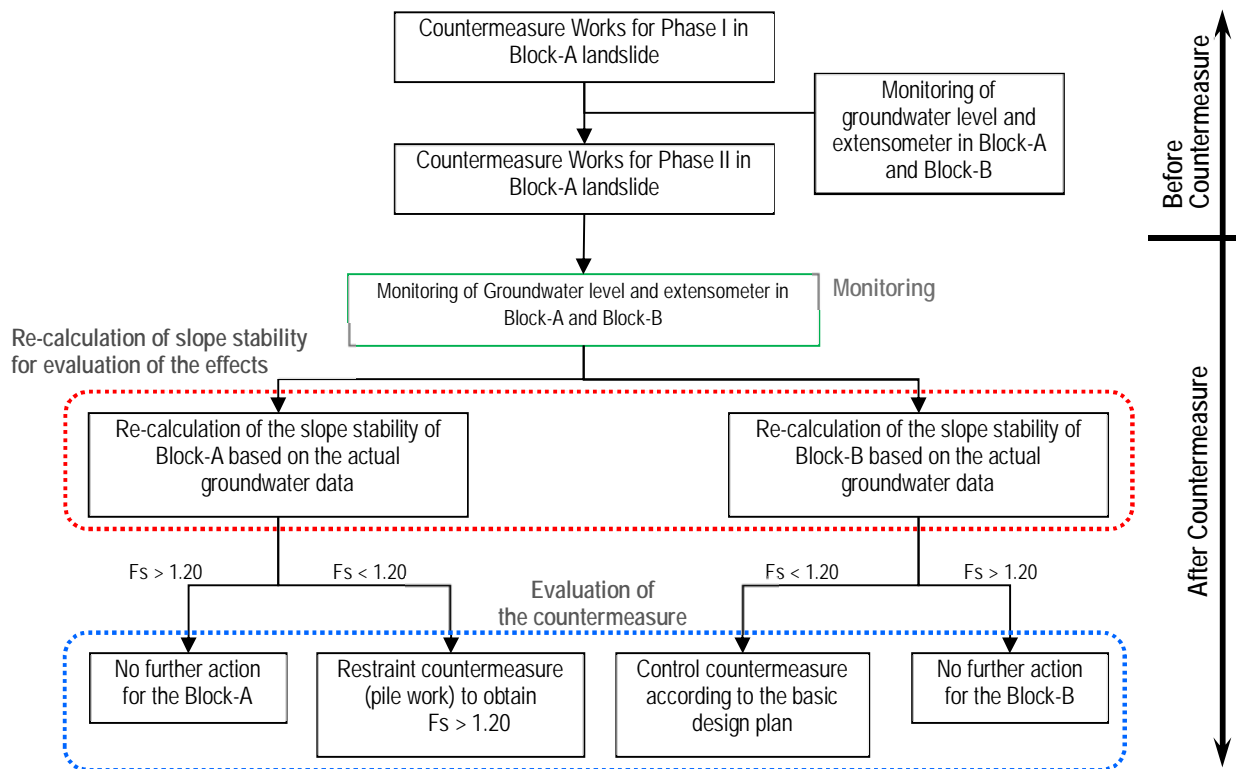 Countermeasure Works for Phase I in
Block-A landslide
Monitoring of
groundwater level and
extensometer in Block-A
and Block-B
Before
Countermeasure
Countermeasure Works for Phase II in
Block-A landslide
Monitoring of Groundwater level and extensometer in
Block-A and Block-B
Monitoring
Re-calculation of slope stability
for evaluation of the effects
Re-calculation of the slope stability of
Block-A based on the actual
groundwater data
Re-calculation of the slope stability of
Block-B based on the actual
groundwater data
After Countermeasure
Fs > 1.20
Fs < 1.20
Fs < 1.20
Fs > 1.20
Evaluation of
the countermeasure
No further action
for the Block-A
Restraint countermeasure
(pile work) to obtain
Fs > 1.20
Control countermeasure
according to the basic
design plan
No further action
for the Block-B